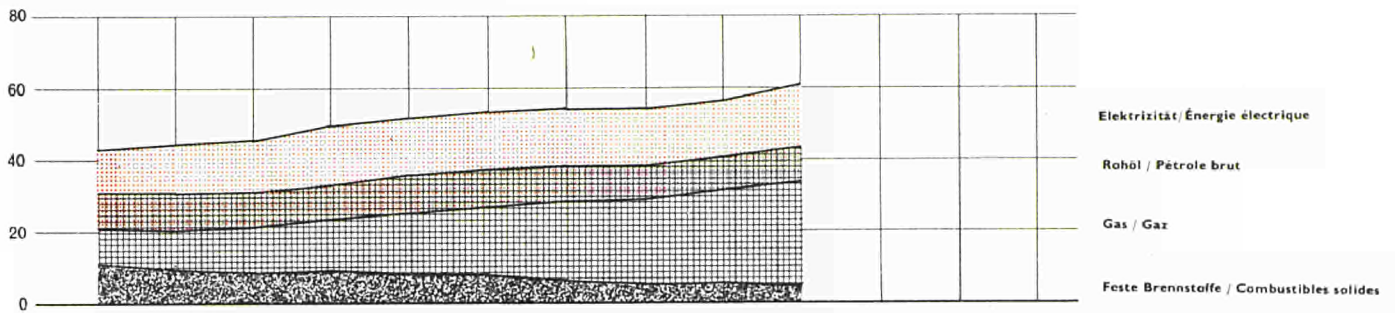 80
60
40
20
0
Elektrizität/Énergie électrique
Rohöl / Pétrole brut
Gas / Gaz
Feste Brennstoffe / Combustibles solides